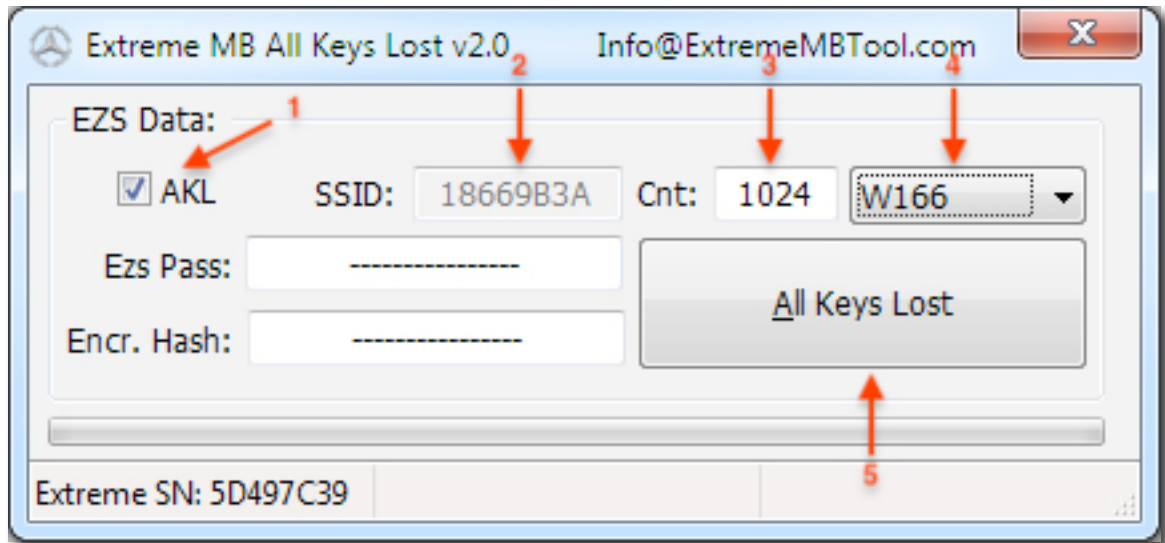 Extreme MB All Keys Lost v2.0 Info@ExtremeMBTool.com
2 3 4
EZS Data: 1
AKL SSID: 18669B3A Cnt: 1024 W166
Ezs Pass: ----------------
All Keys Lost
Encr. Hash: ----------------
5
Extreme SN: 5D497C39